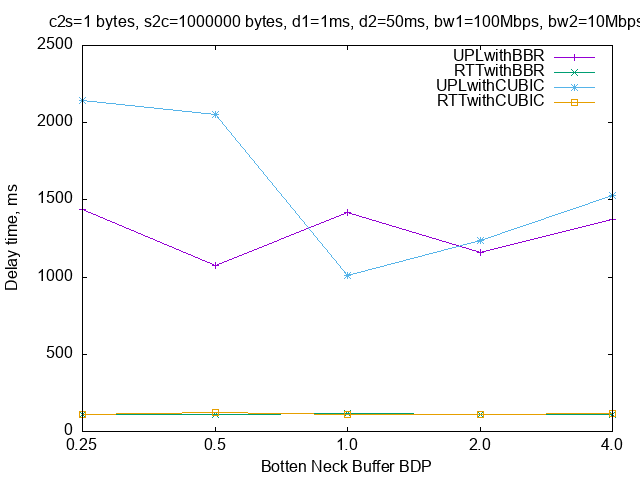 c2s=1 bytes, s2c=1000000 bytes, d1=1ms, d2=50ms, bw1=100Mbps, bw2=10Mbps
2500
2000
1500
1000
500
0
Delay time, ms
UPLwithBBR
RTTwithBBR
UPLwithCUBIC
RTTwithCUBIC
0.25 0.5 1.0 2.0 4.0
Botten Neck Buffer BDP